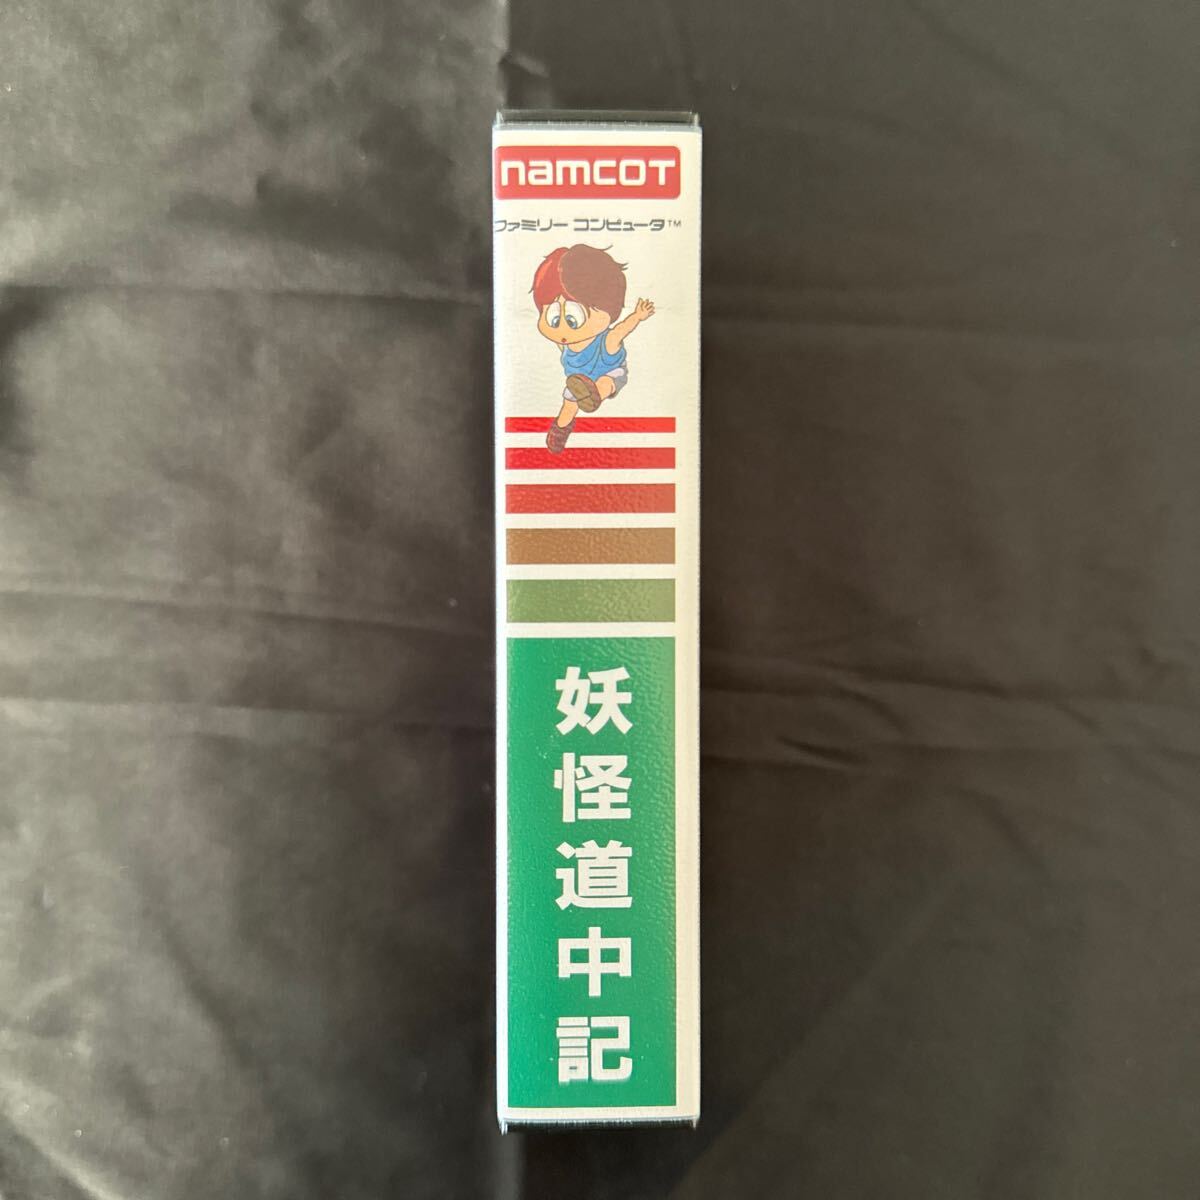 namcot
ファミリー コンピュータ™
妖怪道中記